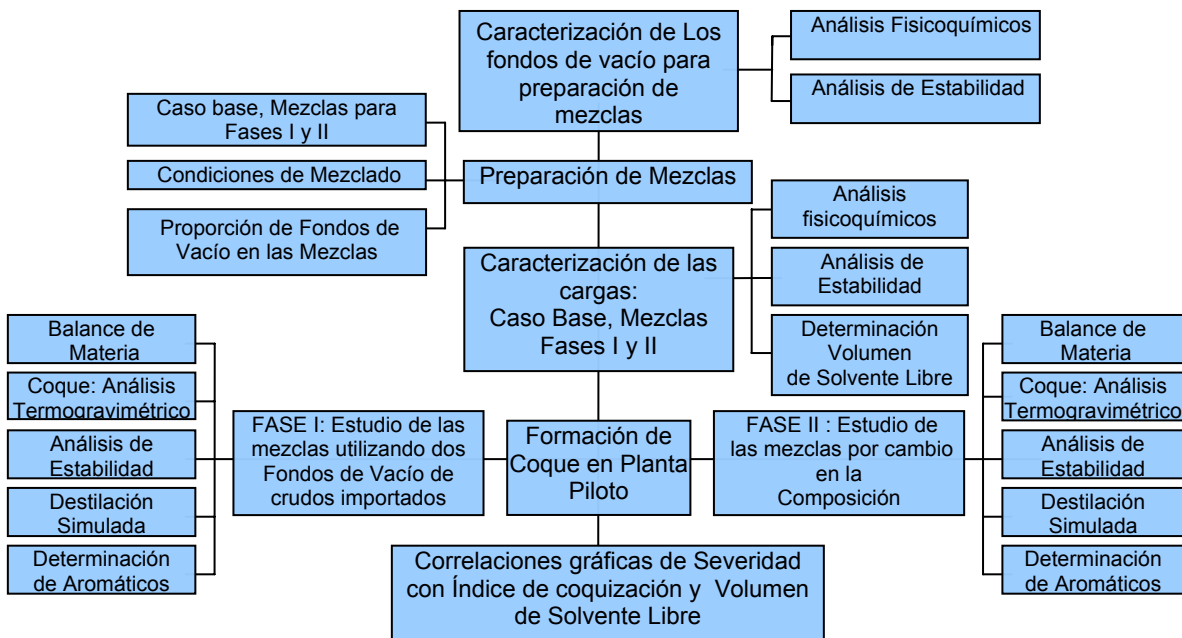 Caracterización de Los
fondos de vacío para
preparación de
mezclas
Análisis Fisicoquímicos
Análisis de Estabilidad
Caso base, Mezclas para
Fases I y II
Condiciones de Mezclado
Proporción de Fondos de
Vacío en las Mezclas
Preparación de Mezclas
Caracterización de las
cargas:
Caso Base, Mezclas
Fases I y II
Análisis
fisicoquímicos
Análisis de
Estabilidad
Determinación
Volumen
de Solvente Libre
Balance de
Materia
Coque: Análisis
Termogravimétrico
Análisis de
Estabilidad
Destilación
Simulada
Determinación
de Aromáticos
FASE I: Estudio de las
mezclas utilizando dos
Fondos de Vacío de
crudos importados
Formación de
Coque en Planta
Piloto
FASE II : Estudio de
las mezclas por cambio
en la
Composición
Balance de
Materia
Coque: Análisis
Termogravimétrico
Análisis de
Estabilidad
Destilación
Simulada
Determinación
de Aromáticos
Correlaciones gráficas de Severidad
con Índice de coquización y Volumen
de Solvente Libre